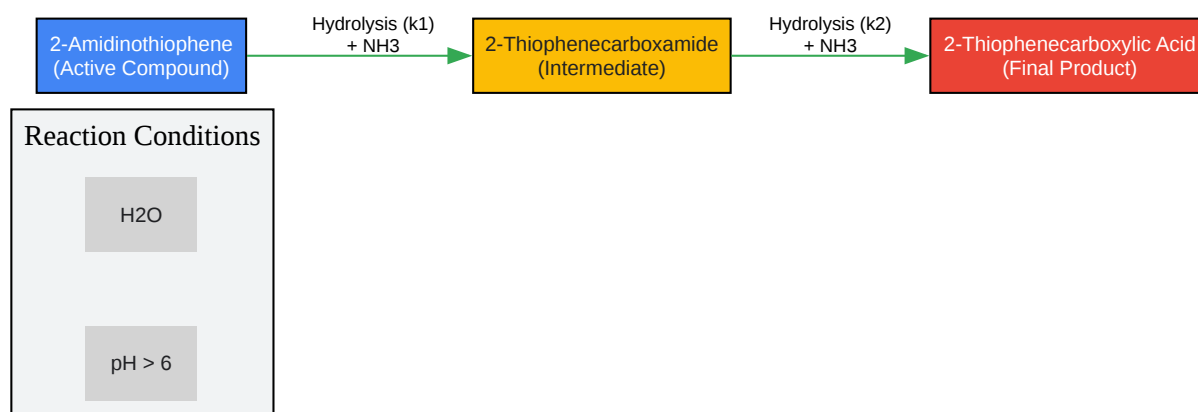 2-Amidinothiophene
(Active Compound)
Hydrolysis (k1)
+ NH3
2-Thiophenecarboxamide
(Intermediate)
Hydrolysis (k2)
+ NH3
2-Thiophenecarboxylic Acid
(Final Product)
Reaction Conditions
H2O
pH > 6